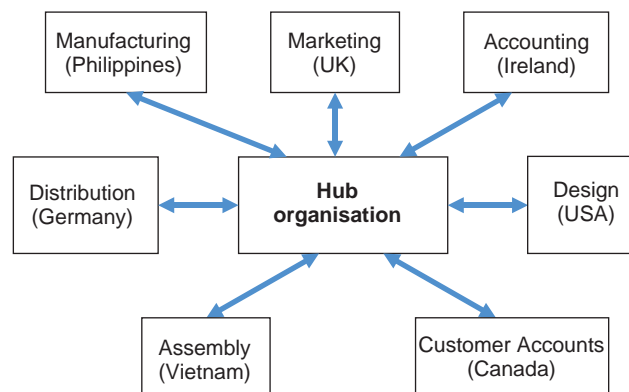 Manufacturing
(Philippines)
Marketing
(UK)
Accounting
(Ireland)
Distribution
(Germany)
Hub
organisation
Design
(USA)
Assembly
(Vietnam)
Customer Accounts
(Canada)